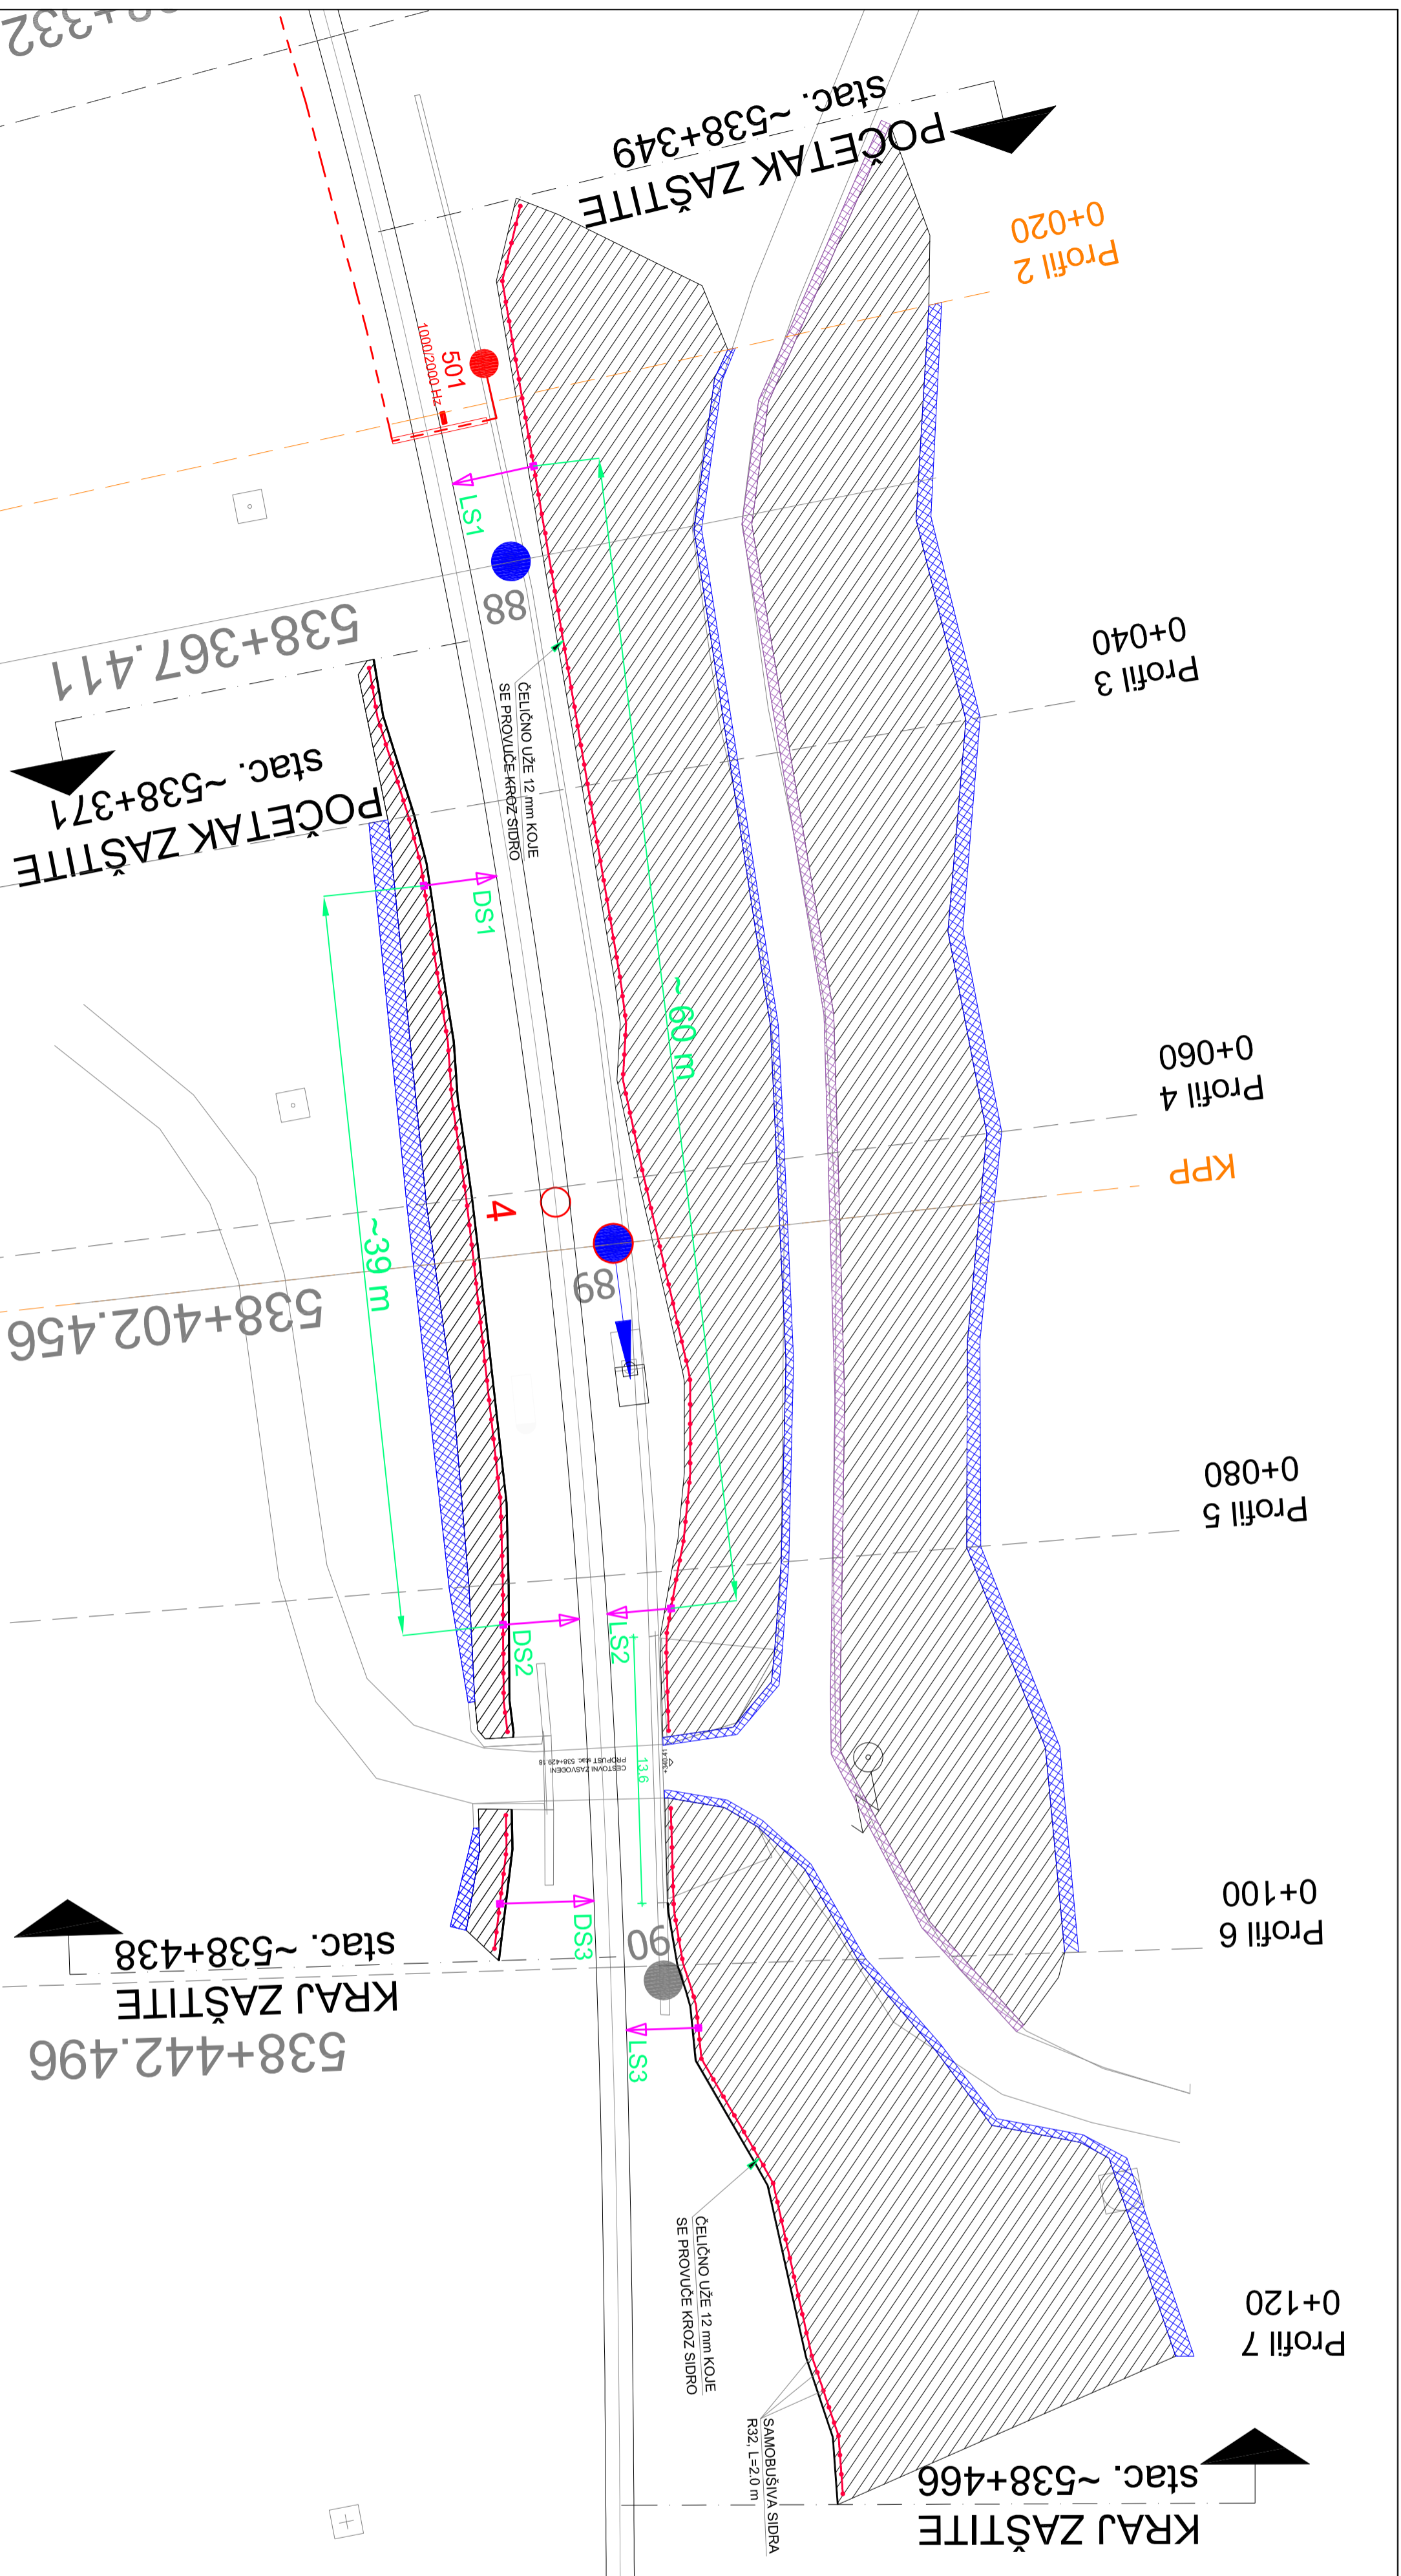 POČETAK ZAŠTITE
stac. ~538+349
Profil 2
0+020
501
1000/2000 Hz
LS1
88
538+367.411
POČETAK ZAŠTITE
stac. ~538+371
ČELIČNO UŽE 12 mm KOJE
SE PROVUČE KROZ SIDRO
Profil 3
0+040
DS1
~ 60 m
Profil 4
0+060
KPP
4
89
~39 m
538+402.456
Profil 5
0+080
LS2
DS2
CESTOVNI ZASVOĐENI
PROPUST stac. 538+429.18
13.6
Profil 6
0+100
DS3
90
KRAJ ZAŠTITE
stac. ~538+438
538+442.496
LS3
ČELIČNO UŽE 12 mm KOJE
SE PROVUČE KROZ SIDRO
Profil 7
0+120
SAMOBUŠIVA SIDRA
R32, L=2.0 m
KRAJ ZAŠTITE
stac. ~538+466